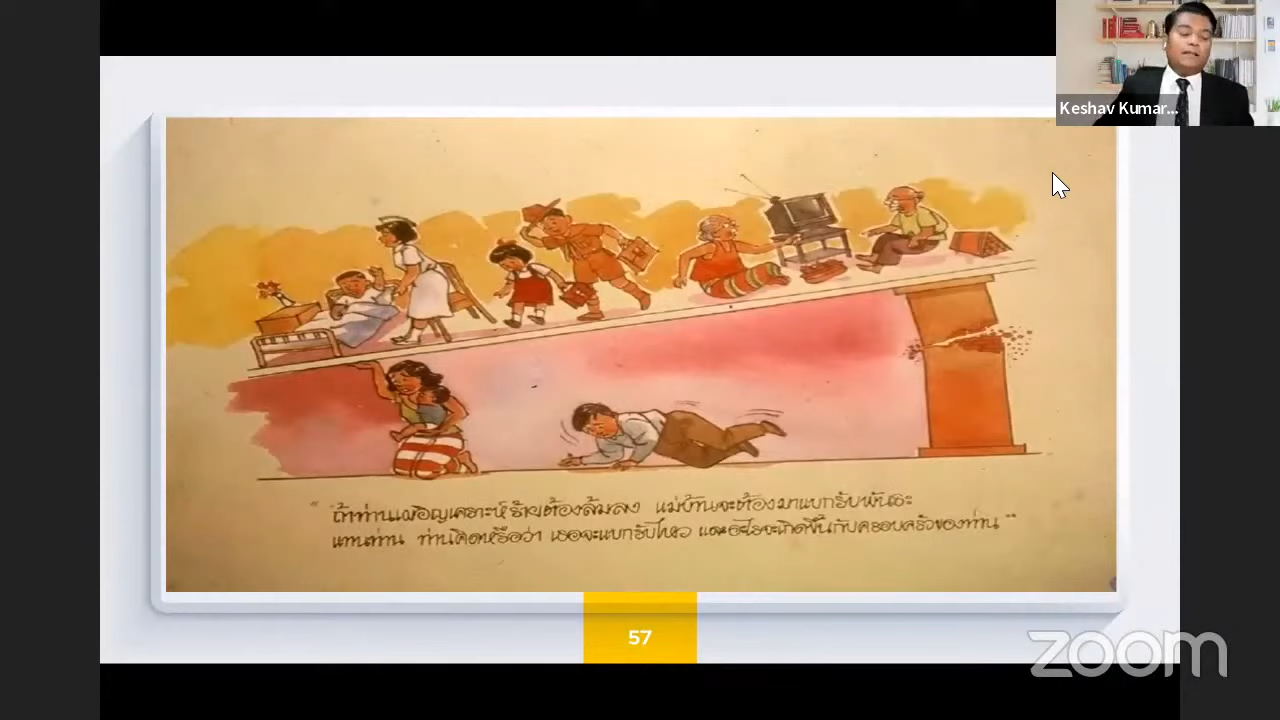 Keshav Kumar...
"ถ้าท่านเผอิญเคราะห์ร้ายต้องล้มลง แม่บ้านจะต้องมาแบกรับพันธะ
แทนท่าน ท่านคิดหรือว่า เธอจะแบกรับไหว และอะไรจะเกิดขึ้นกับครอบครัวของท่าน"
57
zoom